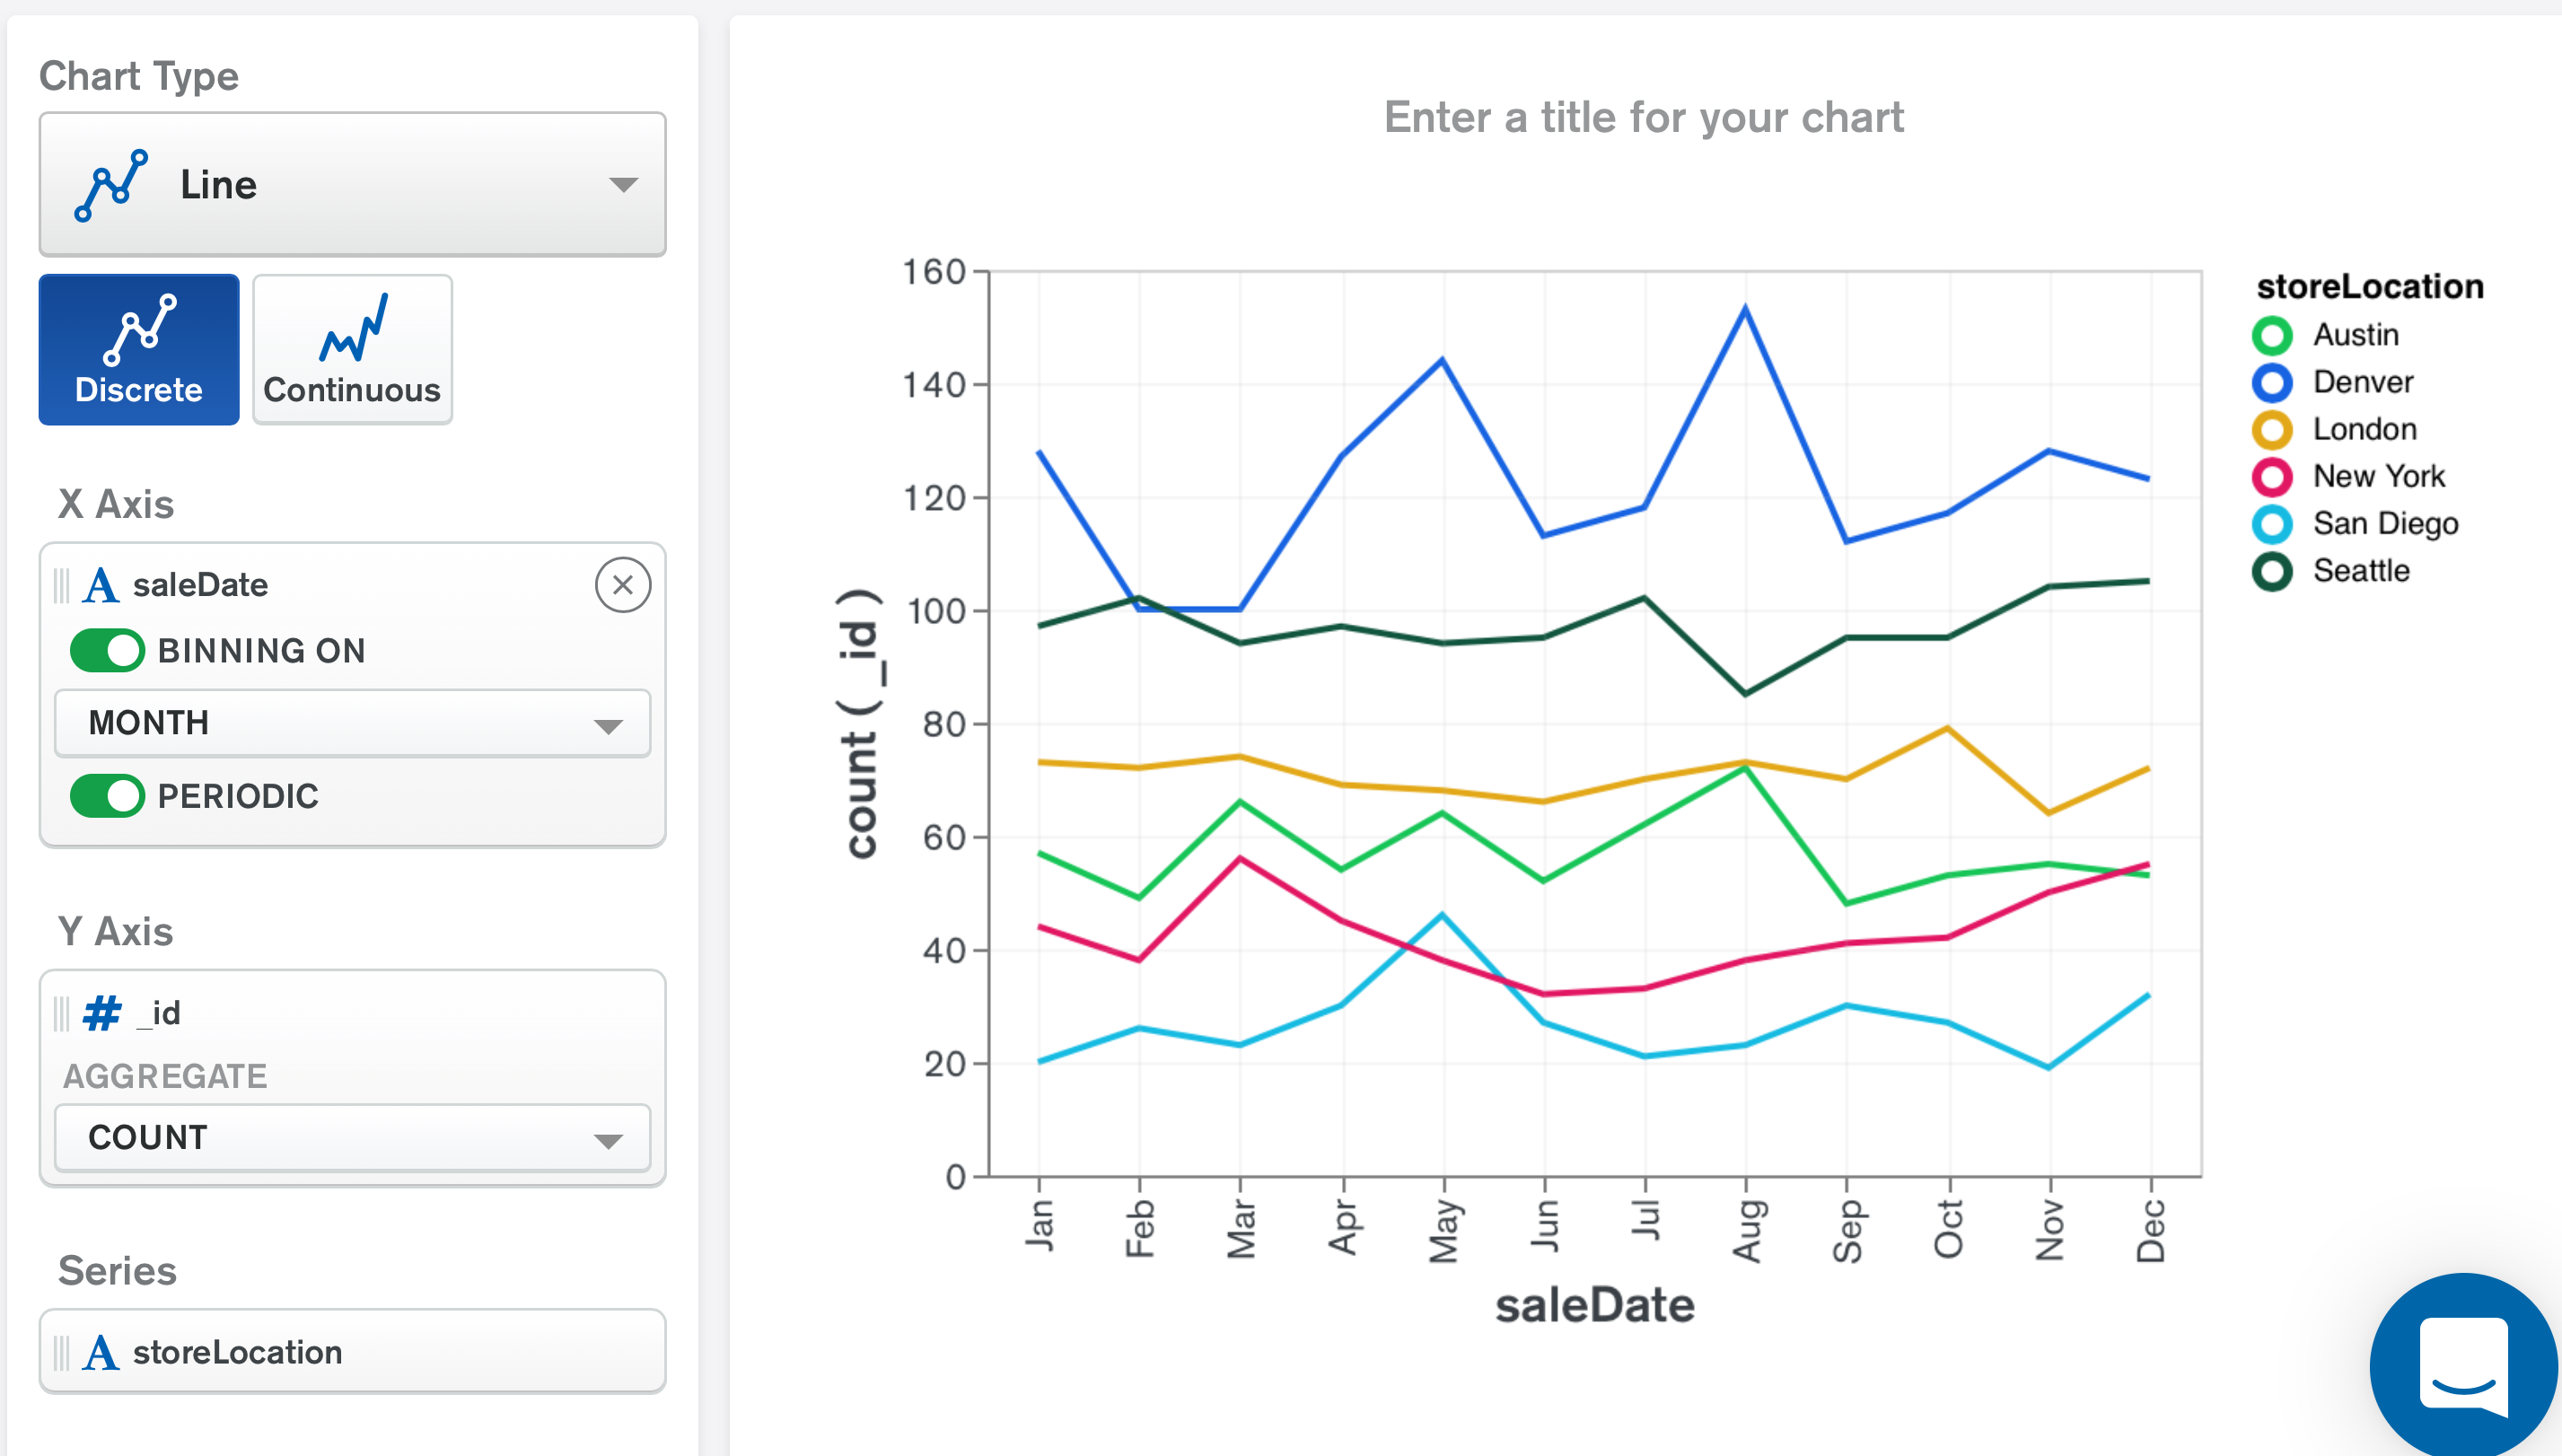 Chart Type
Line
Discrete
Continuous
X Axis
A saleDate
BINNING ON
MONTH
PERIODIC
Y Axis
# _id
AGGREGATE
COUNT
Series
A storeLocation
Enter a title for your chart
count ( _id )
160
140
120
100
80
60
40
20
0
Jan Feb Mar Apr May Jun Jul Aug Sep Oct Nov Dec
saleDate
storeLocation
Austin
Denver
London
New York
San Diego
Seattle